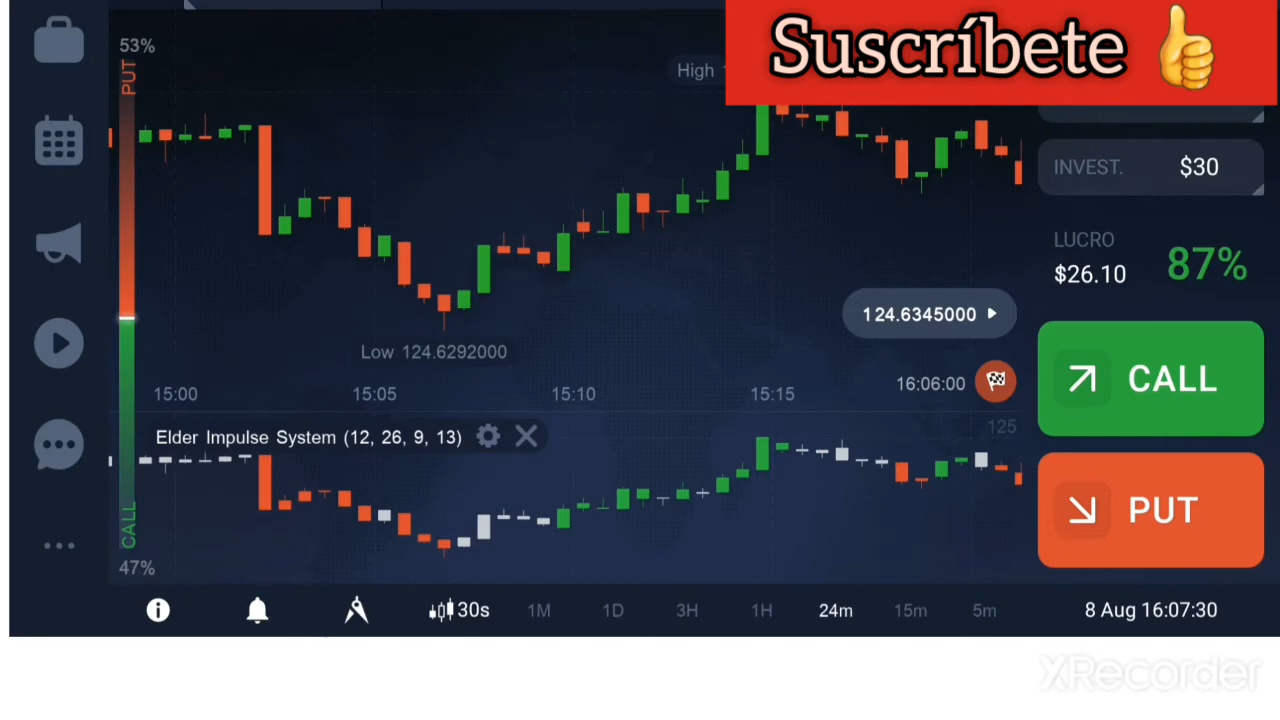 Suscríbete
53%
PUT
High
INVEST.
$30
LUCRO
$26.10
87%
124.6345000
Low 124.6292000
CALL
15:00
15:05
15:10
15:15
16:06:00
Elder Impulse System (12, 26, 9, 13)
125
PUT
CALL
47%
30s
1M
1D
3H
1H
24m
15m
5m
8 Aug 16:07:30
XRecorder